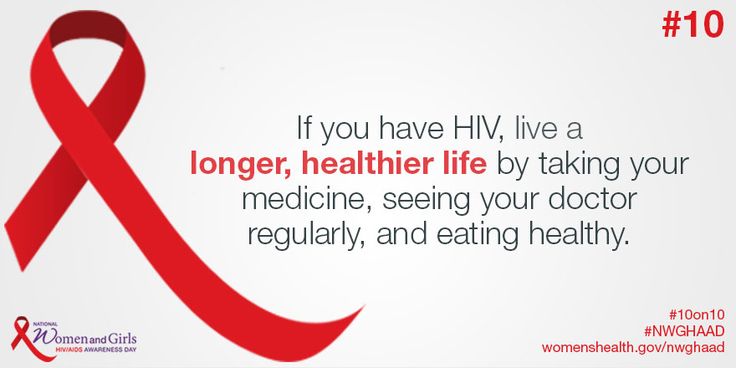 #10
If you have HIV, live a
longer, healthier life by taking your
medicine, seeing your doctor
regularly, and eating healthy.
NATIONAL
Women and Girls
HIV/AIDS AWARENESS DAY
#10on10
#NWGHAAD
womenshealth.gov/nwghaad